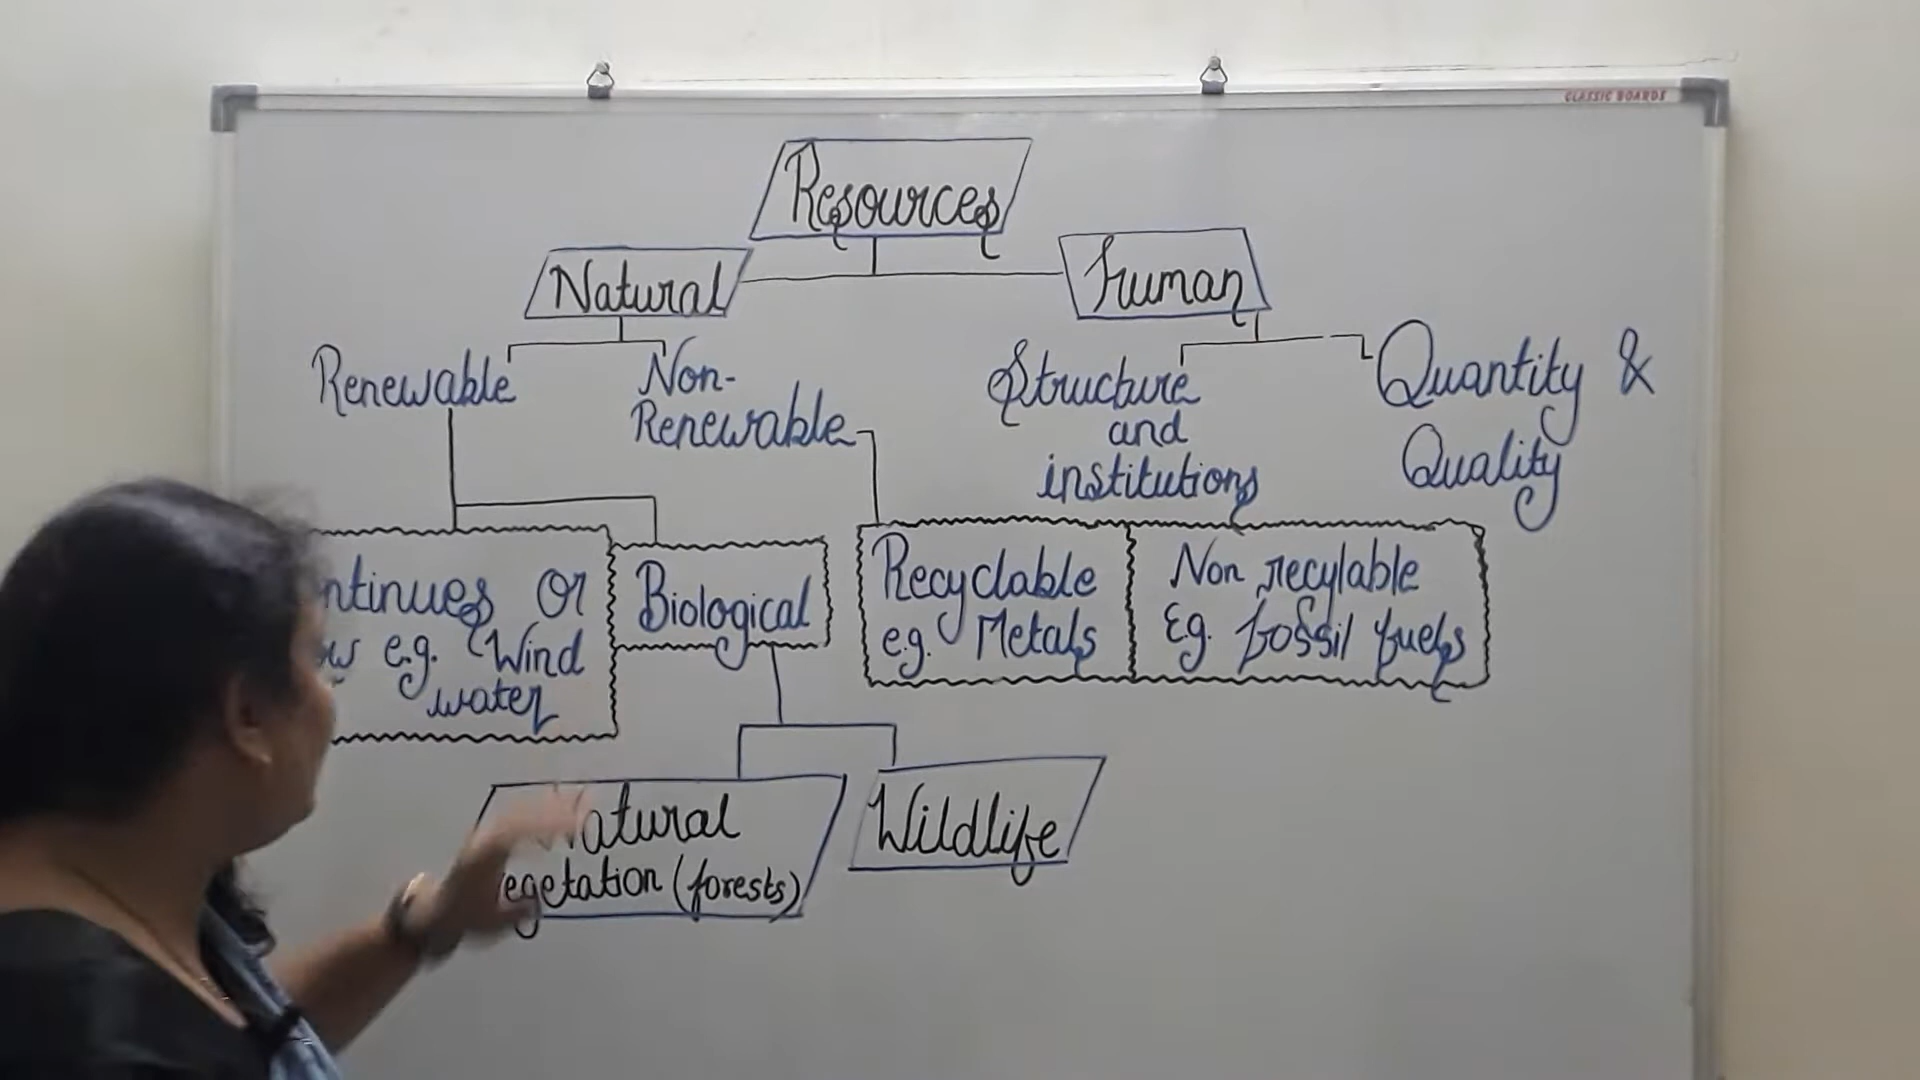 CLASSIC BOARDS
Resources
Natural
Human
Renewable
Non-
Renewable
Structure
and
institutions
Quantity &
Quality
ntinues or
w e.g. Wind
water
Biological
Recyclable
e.g. Metals
Non recylable
Eg. fossil fuels
Natural
egetation (forests)
Wildlife